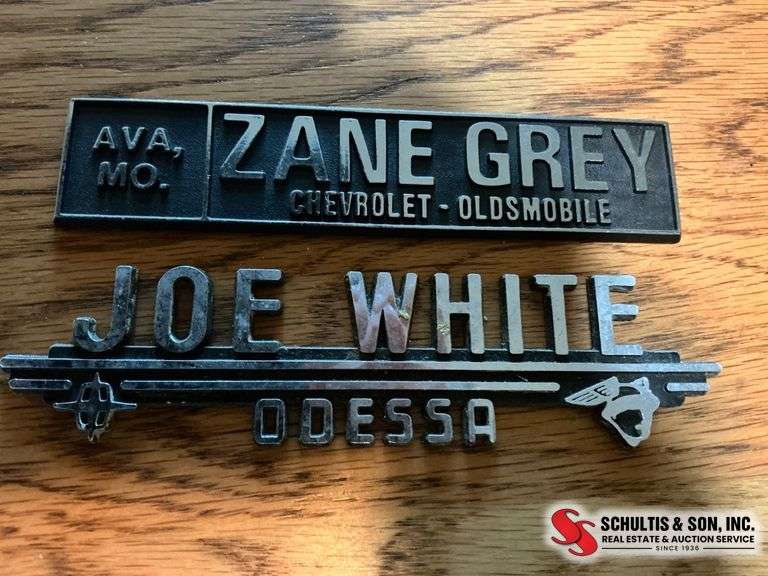 AVA,
MO.
ZANE GREY
CHEVROLET - OLDSMOBILE
JOE WHITE
ODESSA
SCHULTIS & SON, INC.
REAL ESTATE & AUCTION SERVICE
SINCE 1936